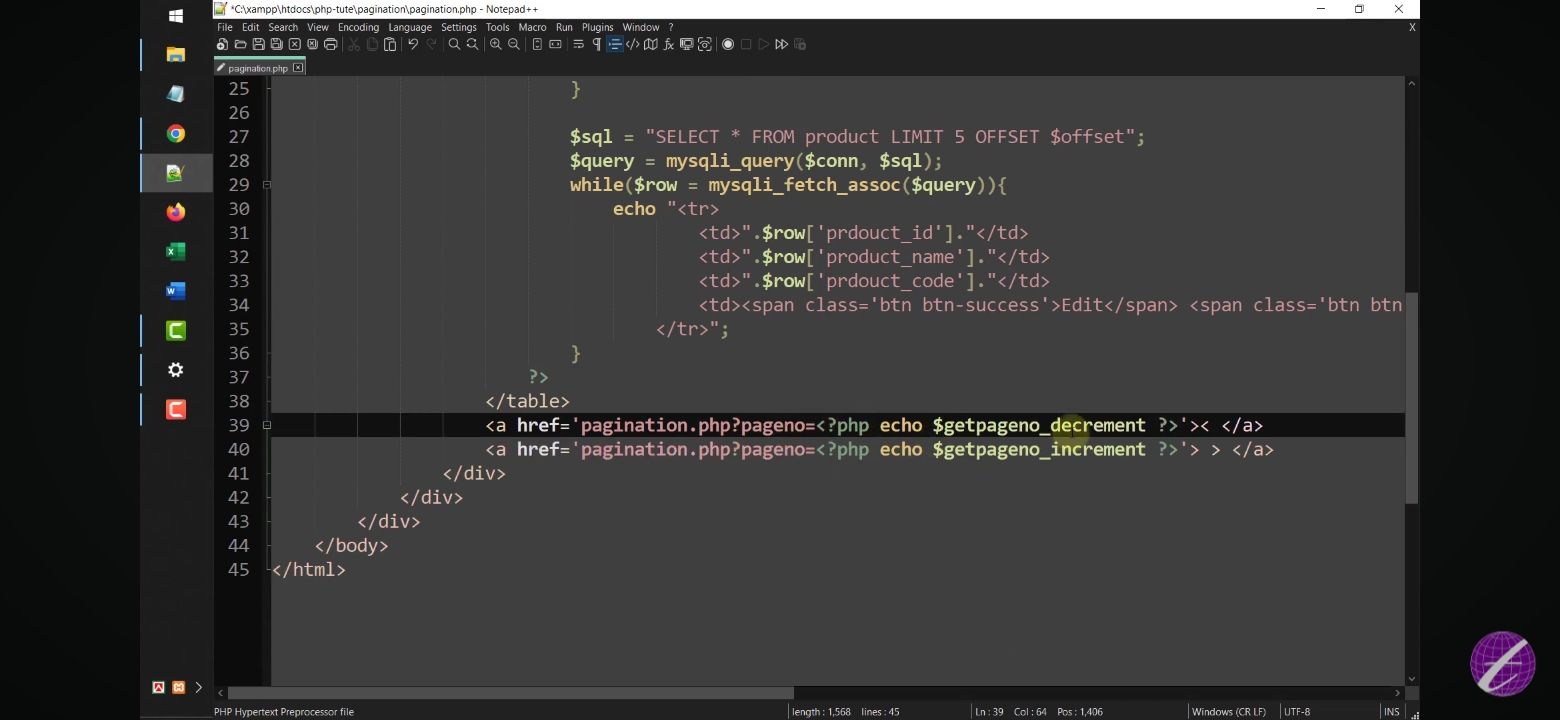 *C:\xampp\htdocs\php-tute\pagination\pagination.php - Notepad++
File Edit Search View Encoding Language Settings Tools Macro Run Plugins Window ? X
pagination.php
25 }
26
27 $sql = "SELECT * FROM product LIMIT 5 OFFSET $offset";
28 $query = mysqli_query($conn, $sql);
29 while($row = mysqli_fetch_assoc($query)){
30 echo "<tr>
31 <td>".$row['prdouct_id']."</td>
32 <td>".$row['product_name']."</td>
33 <td>".$row['prdouct_code']."</td>
34 <td><span class='btn btn-success'>Edit</span> <span class='btn btn
35 </tr>";
36 }
37 ?>
38 </table>
39 <a href='pagination.php?pageno=<?php echo $getpageno_decrement ?>'>< </a>
40 <a href='pagination.php?pageno=<?php echo $getpageno_increment ?>'> > </a>
41 </div>
42 </div>
43 </div>
44 </body>
45 </html>
PHP Hypertext Preprocessor file length : 1,568 lines : 45 Ln : 39 Col : 64 Pos : 1,406 Windows (CR LF) UTF-8 INS